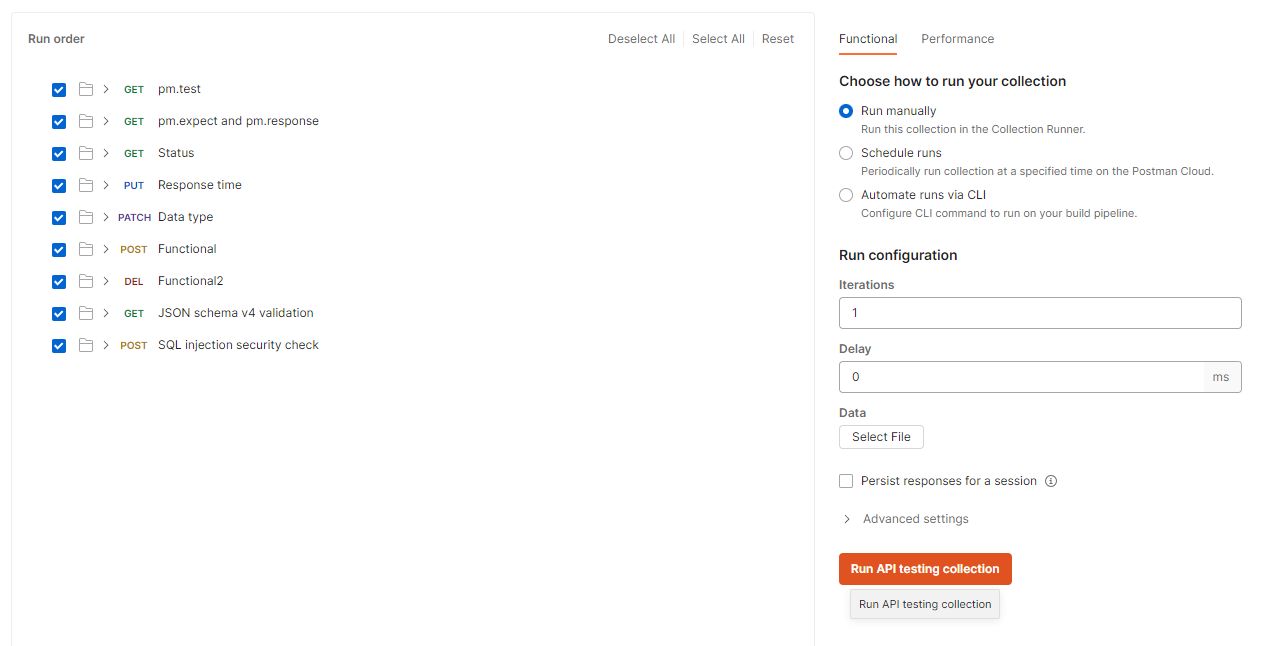 Run order
Deselect All
Select All
Reset
GET pm.test
GET pm.expect and pm.response
GET Status
PUT Response time
PATCH Data type
POST Functional
DEL Functional2
GET JSON schema v4 validation
POST SQL injection security check
Functional
Performance
Choose how to run your collection
Run manually
Run this collection in the Collection Runner.
Schedule runs
Periodically run collection at a specified time on the Postman Cloud.
Automate runs via CLI
Configure CLI command to run on your build pipeline.
Run configuration
Iterations
1
Delay
0 ms
Data
Select File
Persist responses for a session
Advanced settings
Run API testing collection
Run API testing collection